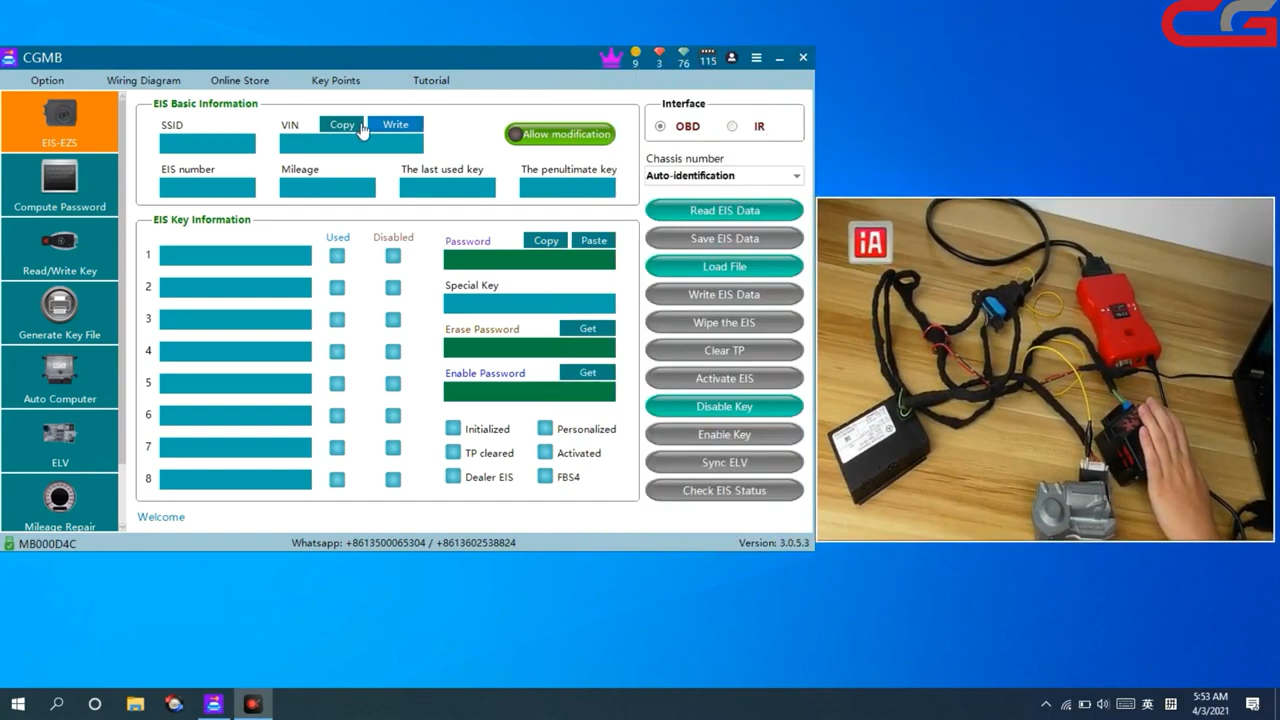 CG
CGMB
9 3 76 115
Option Wiring Diagram Online Store Key Points Tutorial
EIS-EZS
Compute Password
Read/Write Key
Generate Key File
Auto Computer
ELV
Mileage Repair
EIS Basic Information
SSID VIN Copy Write Allow modification
EIS number Mileage The last used key The penultimate key
EIS Key Information
Used Disabled Password Copy Paste
1
2 Special Key
3 Erase Password Get
4 Enable Password Get
5
6 Initialized Personalized
7 TP cleared Activated
8 Dealer EIS FBS4
Welcome
Interface
OBD IR
Chassis number
Auto-identification
Read EIS Data
Save EIS Data
Load File
Write EIS Data
Wipe the EIS
Clear TP
Activate EIS
Disable Key
Enable Key
Sync ELV
Check EIS Status
MB000D4C Whatsapp: +8613500065304 / +8613602538824 Version: 3.0.5.3
iA
英 拼 5:53 AM
4/3/2021